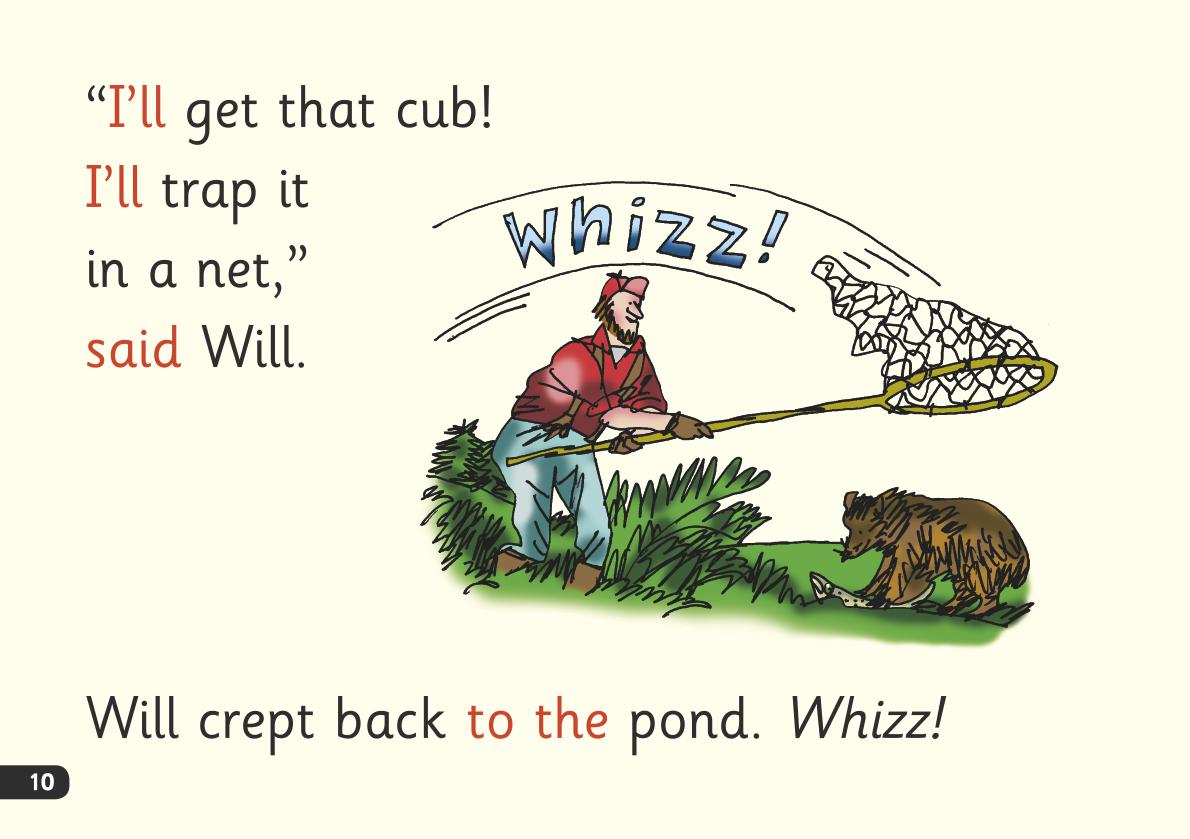 “I’ll get that cub!
I’ll trap it
in a net,”
said Will.
Whizz!
Will crept back to the pond. Whizz!
10